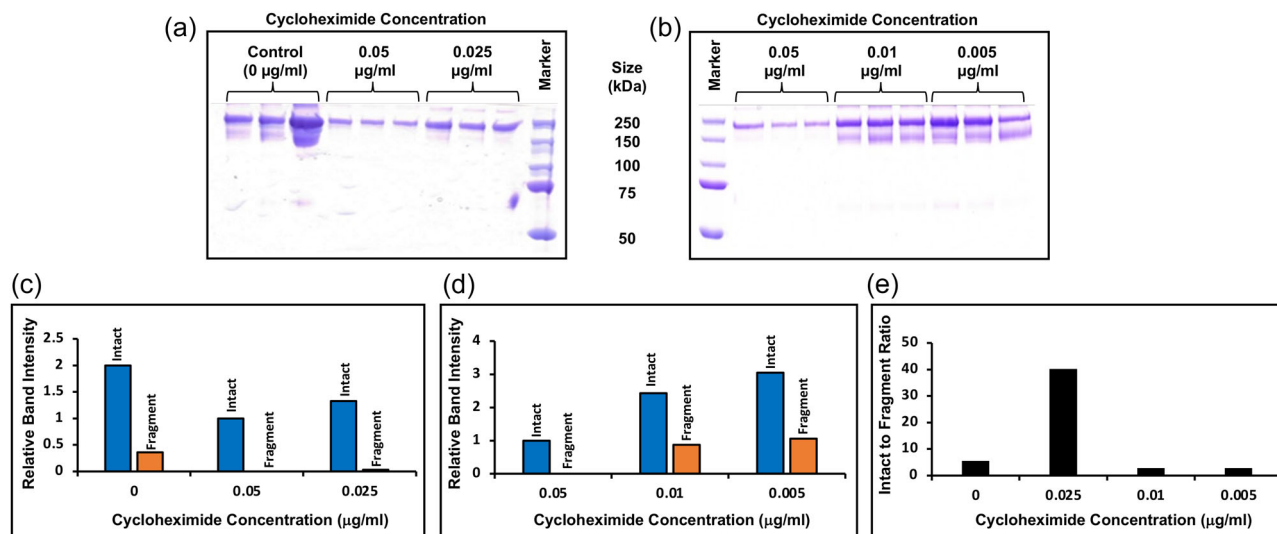 (a)
Cycloheximide Concentration
Control
(0 µg/ml)
0.05
µg/ml
0.025
µg/ml
Marker
Size
(kDa)
250
150
100
75
50
(b)
Cycloheximide Concentration
Marker
0.05
µg/ml
0.01
µg/ml
0.005
µg/ml
(c)
Relative Band Intensity
2.5
2
1.5
1
0.5
0
Intact
Fragment
Intact
Fragment
Intact
Fragment
0
0.05
0.025
Cycloheximide Concentration (µg/ml)
(d)
Relative Band Intensity
4
3
2
1
0
Intact
Fragment
Intact
Fragment
Intact
Fragment
0.05
0.01
0.005
Cycloheximide Concentration (µg/ml)
(e)
Intact to Fragment Ratio
50
40
30
20
10
0
0
0.025
0.01
0.005
Cycloheximide Concentration (µg/ml)